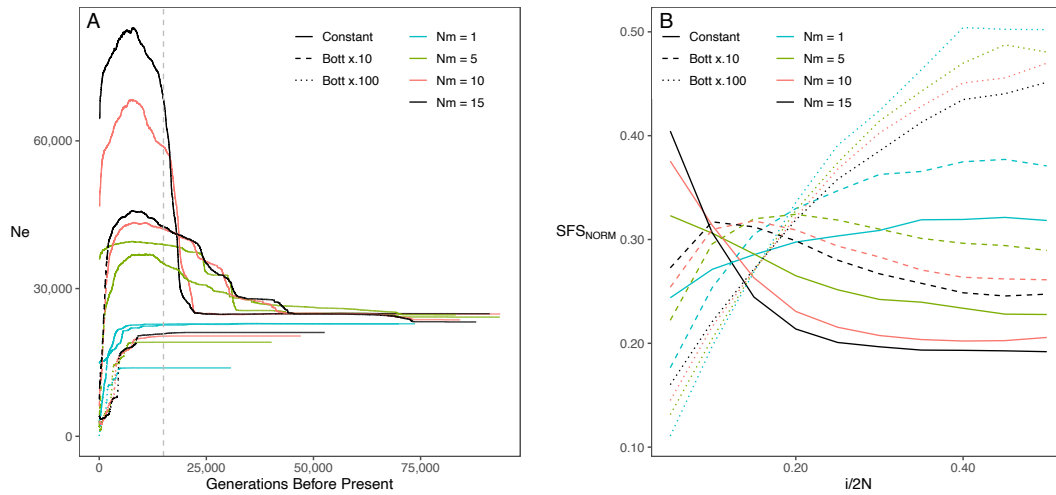 A
Constant
Bott x.10
Bott x.100
Nm = 1
Nm = 5
Nm = 10
Nm = 15
60,000
30,000
0
Ne
0
25,000
50,000
75,000
Generations Before Present
B
Constant
Bott x.10
Bott x.100
Nm = 1
Nm = 5
Nm = 10
Nm = 15
0.50
0.40
0.30
0.20
0.10
SFSNORM
0.20
0.40
i/2N